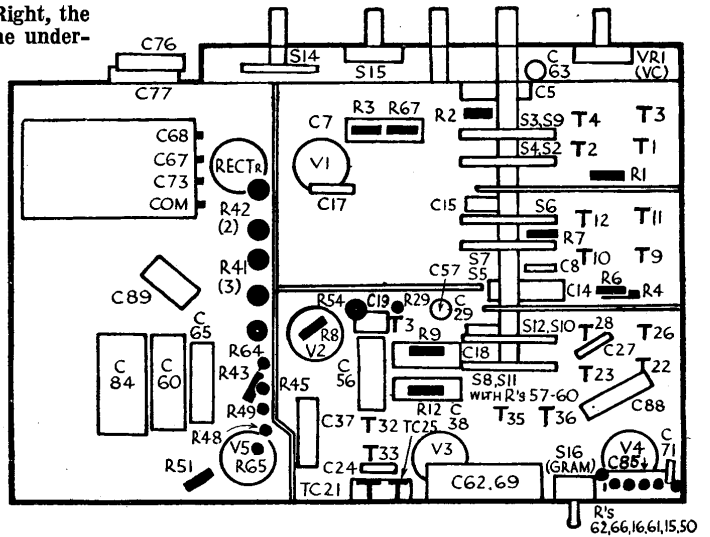 Right, the
ne under-
C76
C77
S14
S15
C
63
VR1
(VC)
C5
C68
C67
C73
COM
RECTR
C7
R3 R67
V1
C17
R2
S3,S9
S4,S2
T4
T3
T2
T1
R1
R42
(2)
R41
(3)
C15
S6
R7
T12
T11
T10
T9
S7
S5
C8
C14
R6
R4
C89
C57
R54
C19
R29
C
29
T3
R8
V2
C
84
C
60
C
65
R64
R43
R49
R48
R45
C
56
R9
C18
S12,S10
T28
T26
C27
T23
T22
S8,S11
WITH R's 57-60
C88
R12
C
38
T35
T36
C37
T32
TC25
T33
C24
TC21
V5
R65
R51
V3
C62,69
S16
(GRAM)
V4
C85
C
71
R's
62,66,16,61,15,50